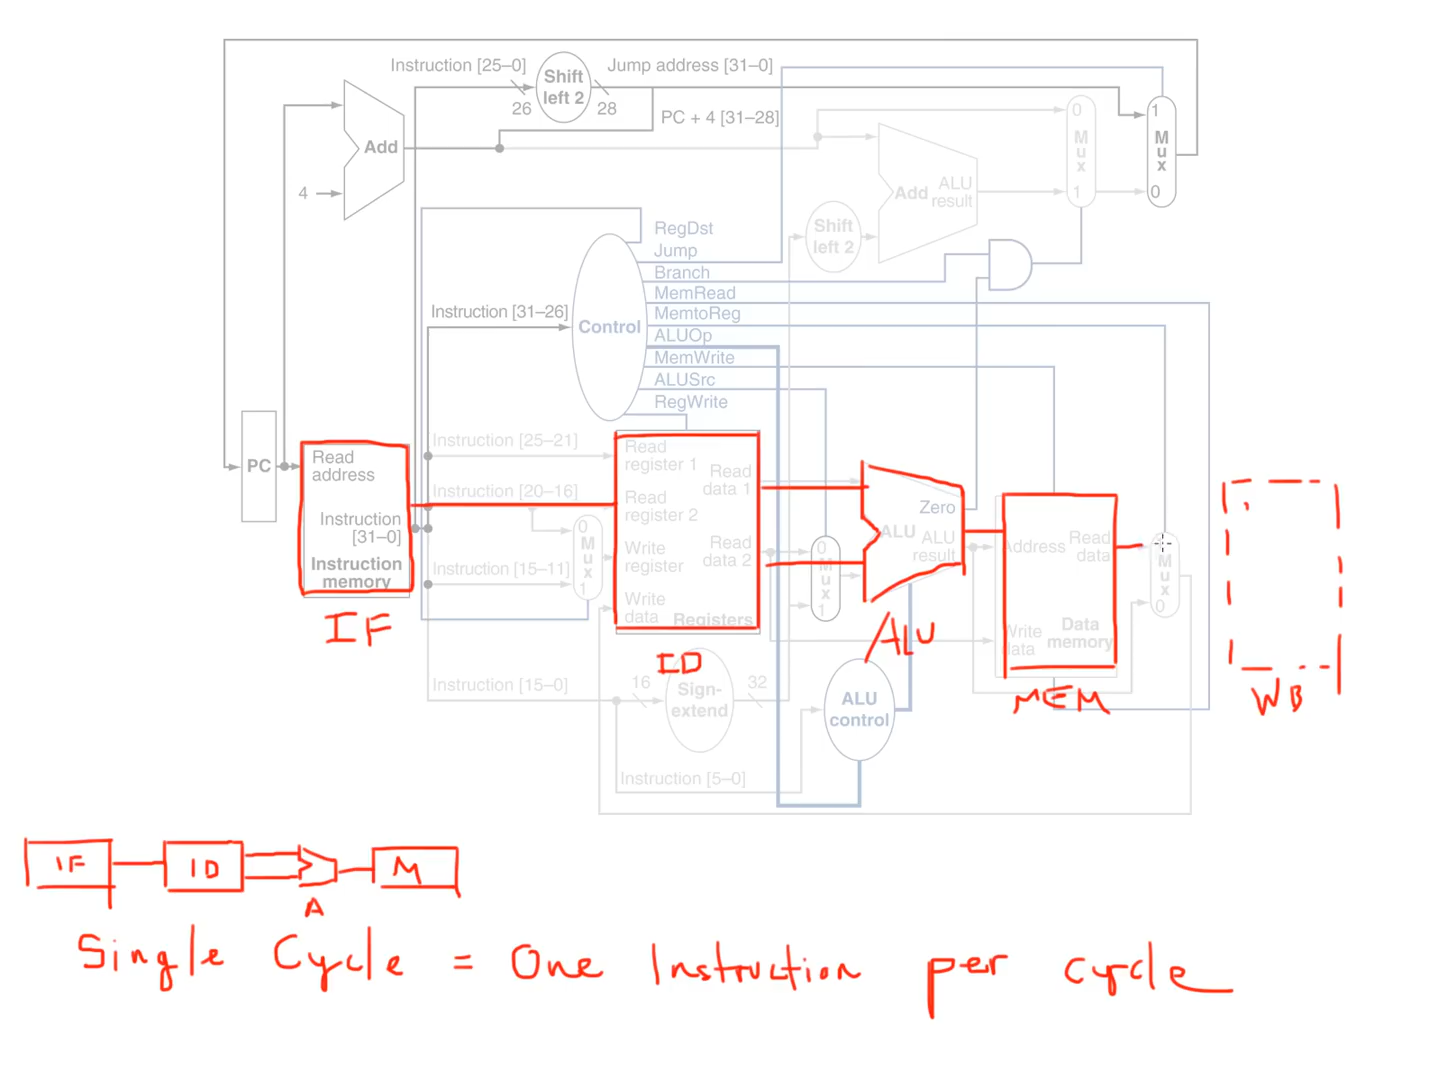 Instruction [25–0]
Shift
left 2
Jump address [31–0]
26
28
PC + 4 [31–28]
Add
4
0
M
u
x
1
1
M
u
x
0
Add
ALU
result
Shift
left 2
RegDst
Jump
Branch
MemRead
MemtoReg
ALUOp
MemWrite
ALUSrc
RegWrite
Instruction [31–26]
Control
PC
Read
address
Instruction
[31–0]
Instruction
memory
IF
Instruction [25–21]
Instruction [20–16]
Instruction [15–11]
0
M
u
x
1
Read
register 1
Read
register 2
Write
register
Write
data
Read
data 1
Read
data 2
Registers
ID
0
M
u
x
1
Zero
ALU
ALU
result
ALU
Address
Read
data
Write
data
Data
memory
MEM
M
u
x
0
WB
Instruction [15–0]
16
Sign-
extend
32
ALU
control
Instruction [5–0]
IF
ID
A
M
Single Cycle = One Instruction per cycle